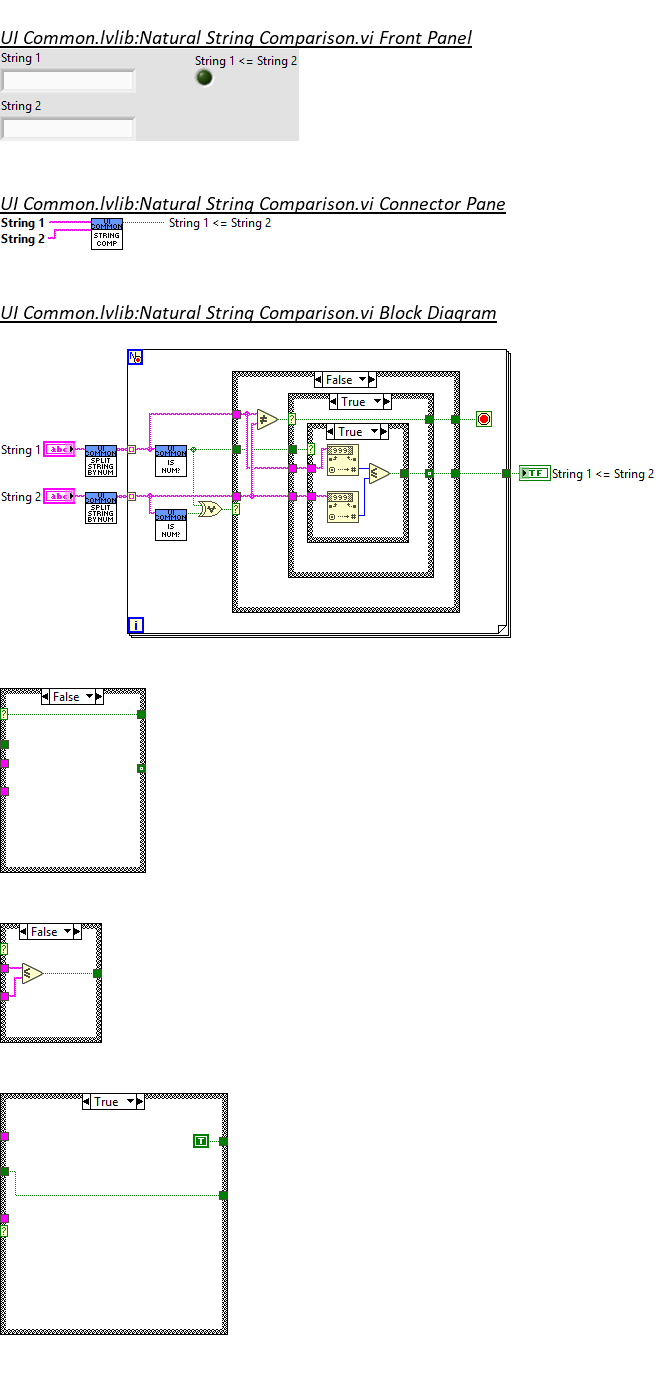 UI Common.lvlib:Natural String Comparison.vi Front Panel
String 1
String 1 <= String 2
String 2
UI Common.lvlib:Natural String Comparison.vi Connector Pane
String 1
String 2
UI COMMON
STRING COMP
String 1 <= String 2
UI Common.lvlib:Natural String Comparison.vi Block Diagram
N
False
True
True
String 1
abc
UI COMMON
SPLIT STRING BY NUM
UI COMMON
IS NUM?
?
?
9999
String 2
abc
UI COMMON
SPLIT STRING BY NUM
UI COMMON
IS NUM?
?
9999
TF
String 1 <= String 2
i
False
?
False
?
True
T
?